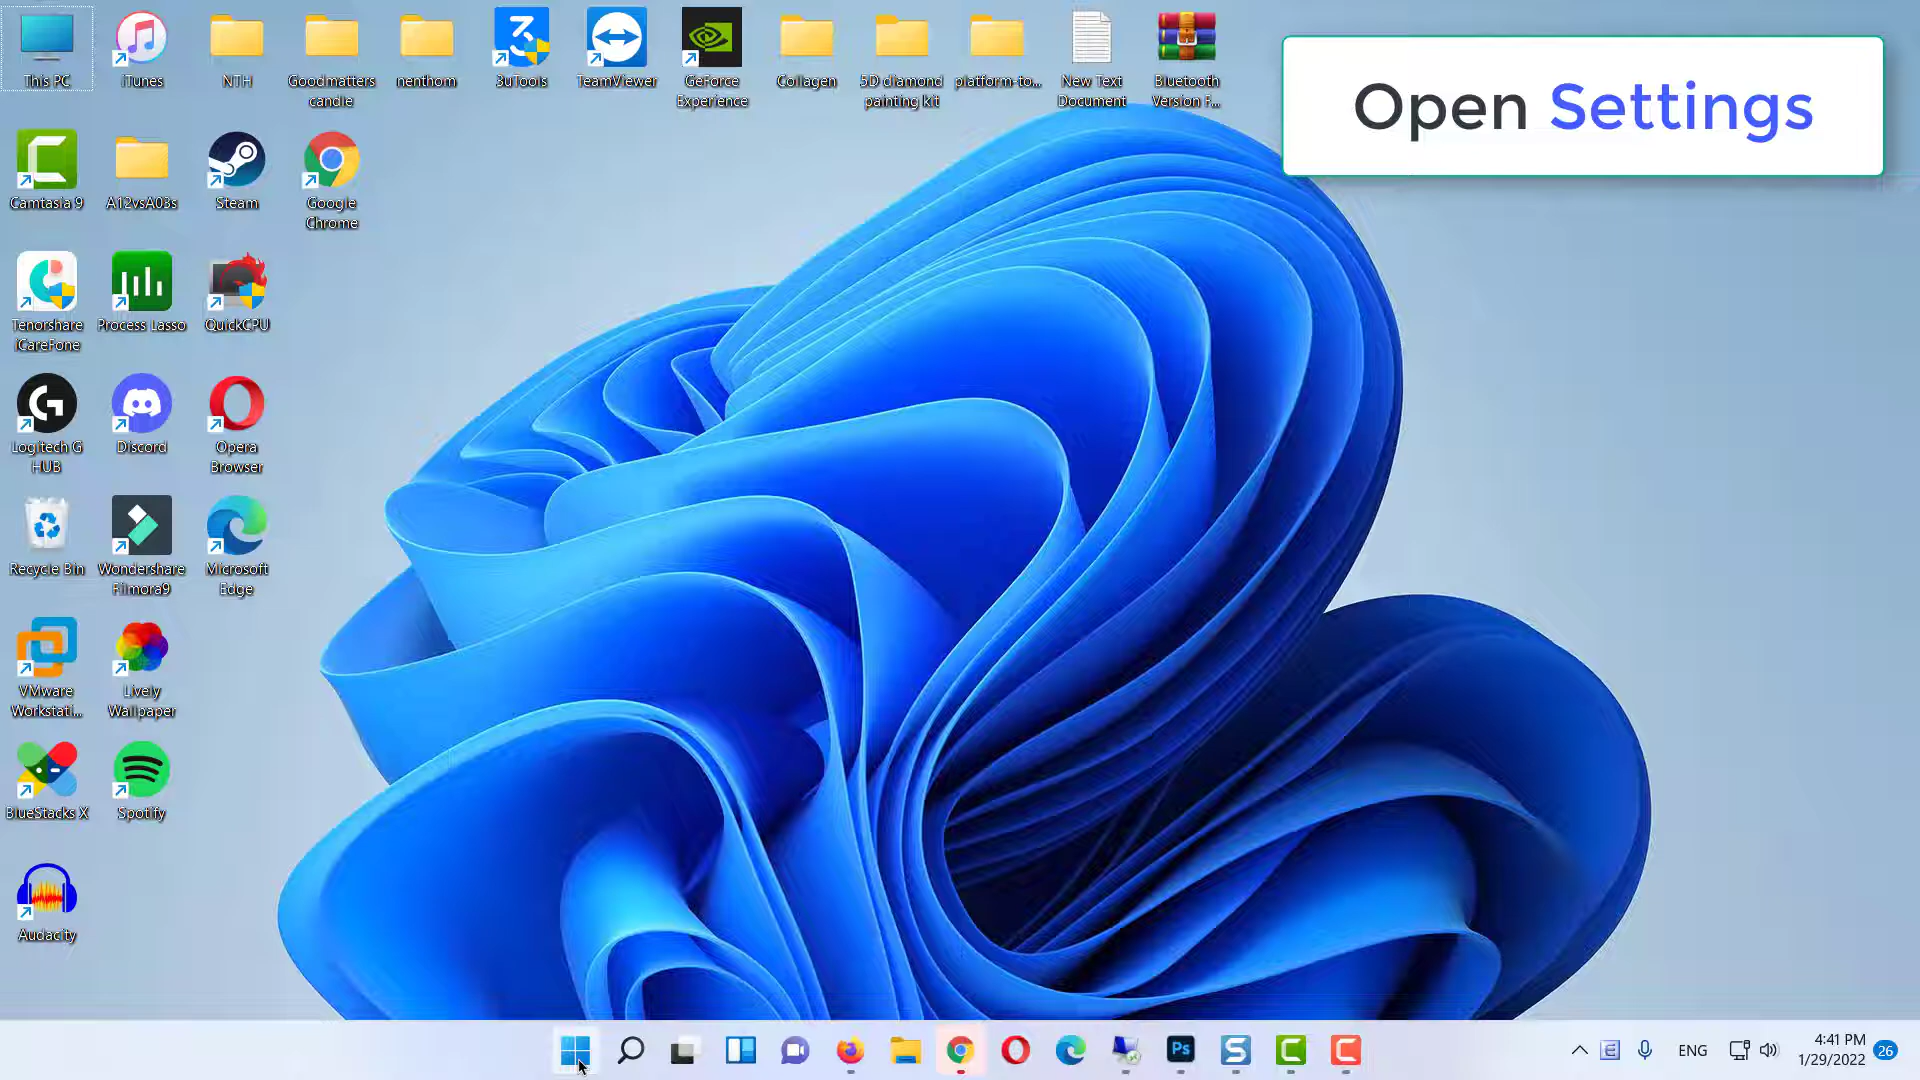 This PC
iTunes
NTH
Goodmatters
candle
nenthom
3uTools
TeamViewer
GeForce
Experience
Collagen
5D diamond
painting kit
platform-to...
New Text
Document
Bluetooth
Version F...
Open Settings
Camtasia 9
A12vsA03s
Steam
Google
Chrome
Tenorshare
iCareFone
Process Lasso
QuickCPU
Logitech G
HUB
Discord
Opera
Browser
Recycle Bin
Wondershare
Filmora9
Microsoft
Edge
VMware
Workstati...
Lively
Wallpaper
BlueStacks X
Spotify
Audacity
Ps
ENG
4:41 PM
1/29/2022
26